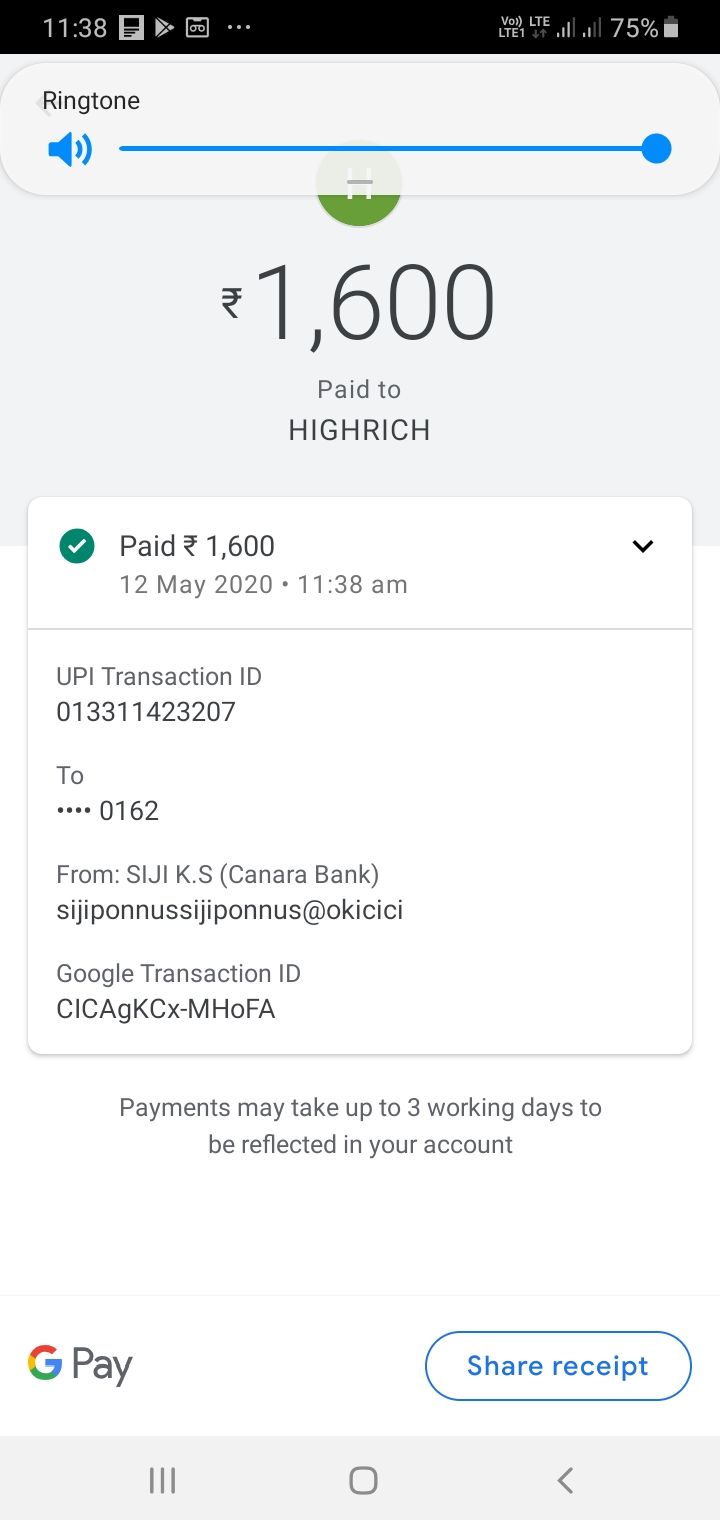 11:38
Vo)) LTE
LTE1
75%
Ringtone
H
₹1,600
Paid to
HIGHRICH
Paid ₹ 1,600
12 May 2020 • 11:38 am
UPI Transaction ID
013311423207
To
•••• 0162
From: SIJI K.S (Canara Bank)
sijiponnussijiponnus@okicici
Google Transaction ID
CICAgKCx-MHoFA
Payments may take up to 3 working days to
be reflected in your account
G Pay
Share receipt